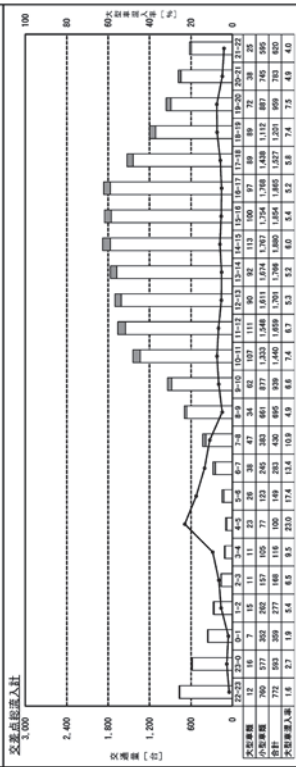 交差点総流入計
交通量［台］
3,000
2,400
1,800
1,200
600
0
大型車混入率［％］
50
40
30
20
10
0
22-23 23-0 0-1 1-2 2-3 3-4 4-5 5-6 6-7 7-8 8-9 9-10 10-11 11-12 12-13 13-14 14-15 15-16 16-17 17-18 18-19 19-20 20-21 21-22
大型車類 12 16 7 15 11 11 23 26 38 47 34 62 107 111 90 92 113 100 97 89 89 72 38 25
小型車類 760 577 352 262 157 105 77 123 245 383 661 877 1,333 1,548 1,611 1,674 1,767 1,754 1,768 1,438 1,112 887 745 595
合計 772 593 359 277 168 116 100 149 283 430 695 939 1,440 1,659 1,701 1,766 1,880 1,854 1,865 1,527 1,201 959 783 620
大型車混入率 1.6 2.7 1.9 5.4 6.5 9.5 23.0 17.4 13.4 10.9 4.9 6.6 7.4 6.7 5.3 5.2 6.0 5.4 5.2 5.8 7.4 7.5 4.9 4.0